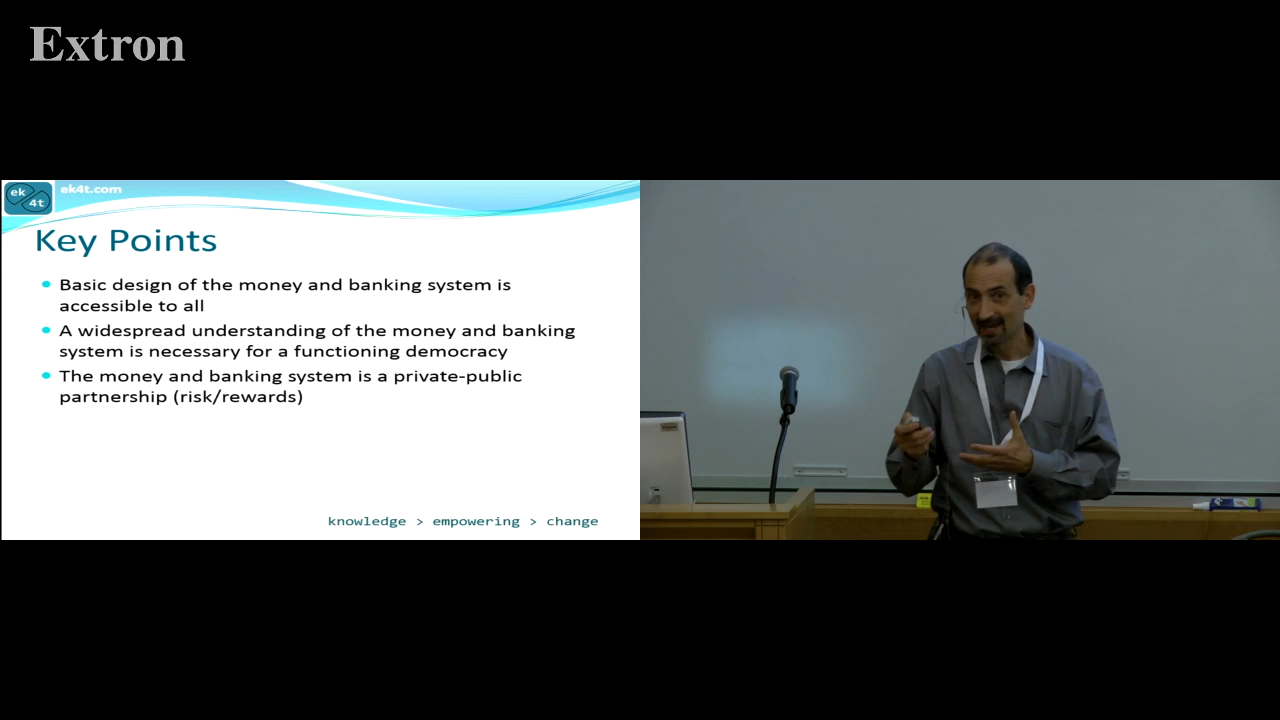 Extron
ek
4t
ek4t.com
Key Points
Basic design of the money and banking system is
accessible to all
A widespread understanding of the money and banking
system is necessary for a functioning democracy
The money and banking system is a private-public
partnership (risk/rewards)
knowledge > empowering > change